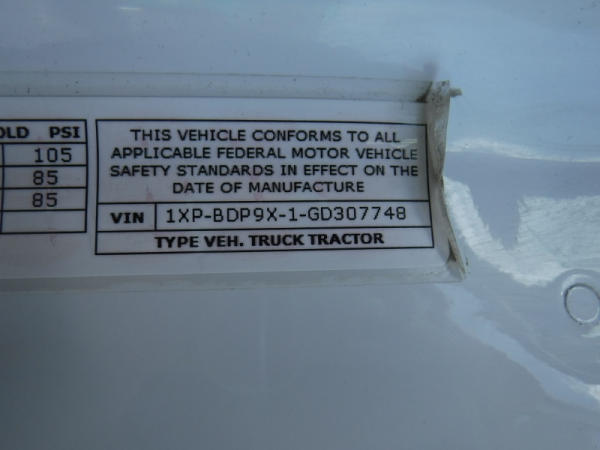 OLD PSI
105
85
85
THIS VEHICLE CONFORMS TO ALL
APPLICABLE FEDERAL MOTOR VEHICLE
SAFETY STANDARDS IN EFFECT ON THE
DATE OF MANUFACTURE
VIN 1XP-BDP9X-1-GD307748
TYPE VEH. TRUCK TRACTOR